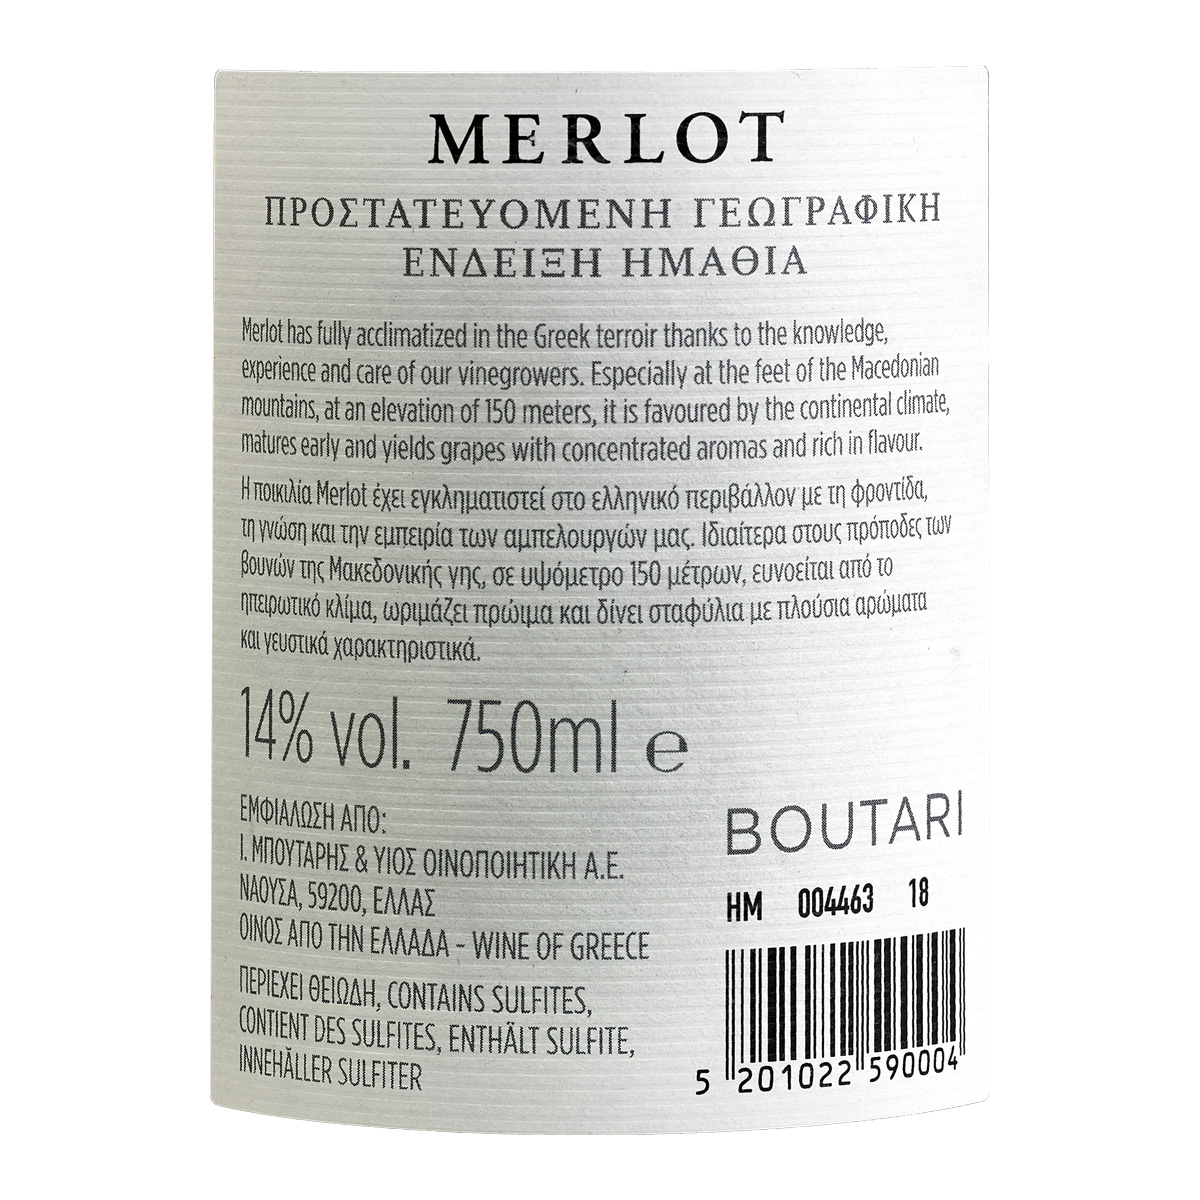 MERLOT
ΠΡΟΣΤΑΤΕΥΟΜΕΝΗ ΓΕΩΓΡΑΦΙΚΗ
ΕΝΔΕΙΞΗ ΗΜΑΘΙΑ
Merlot has fully acclimatized in the Greek terroir thanks to the knowledge,
experience and care of our vinegrowers. Especially at the feet of the Macedonian
mountains, at an elevation of 150 meters, it is favoured by the continental climate,
matures early and yields grapes with concentrated aromas and rich in flavour.
Η ποικιλία Merlot έχει εγκληματιστεί στο ελληνικό περιβάλλον με τη φροντίδα,
τη γνώση και την εμπειρία των αμπελουργών μας. Ιδιαίτερα στους πρόποδες των
βουνών της Μακεδονικής γης, σε υψόμετρο 150 μέτρων, ευνοείται από το
ηπειρωτικό κλίμα, ωριμάζει πρώιμα και δίνει σταφύλια με πλούσια αρώματα
και γευστικά χαρακτηριστικά.
14% vol. 750ml e
ΕΜΦΙΑΛΩΣΗ ΑΠΟ:
Ι. ΜΠΟΥΤΑΡΗΣ & ΥΙΟΣ ΟΙΝΟΠΟΙΗΤΙΚΗ Α.Ε.
ΝΑΟΥΣΑ, 59200, ΕΛΛΑΣ
ΟΙΝΟΣ ΑΠΟ ΤΗΝ ΕΛΛΑΔΑ - WINE OF GREECE
ΠΕΡΙΕΧΕΙ ΘΕΙΩΔΗ, CONTAINS SULFITES,
CONTIENT DES SULFITES, ENTHÄLT SULFITE,
INNEHÅLLER SULFITER
BOUTARI
HM 004463 18
5 201022 590004